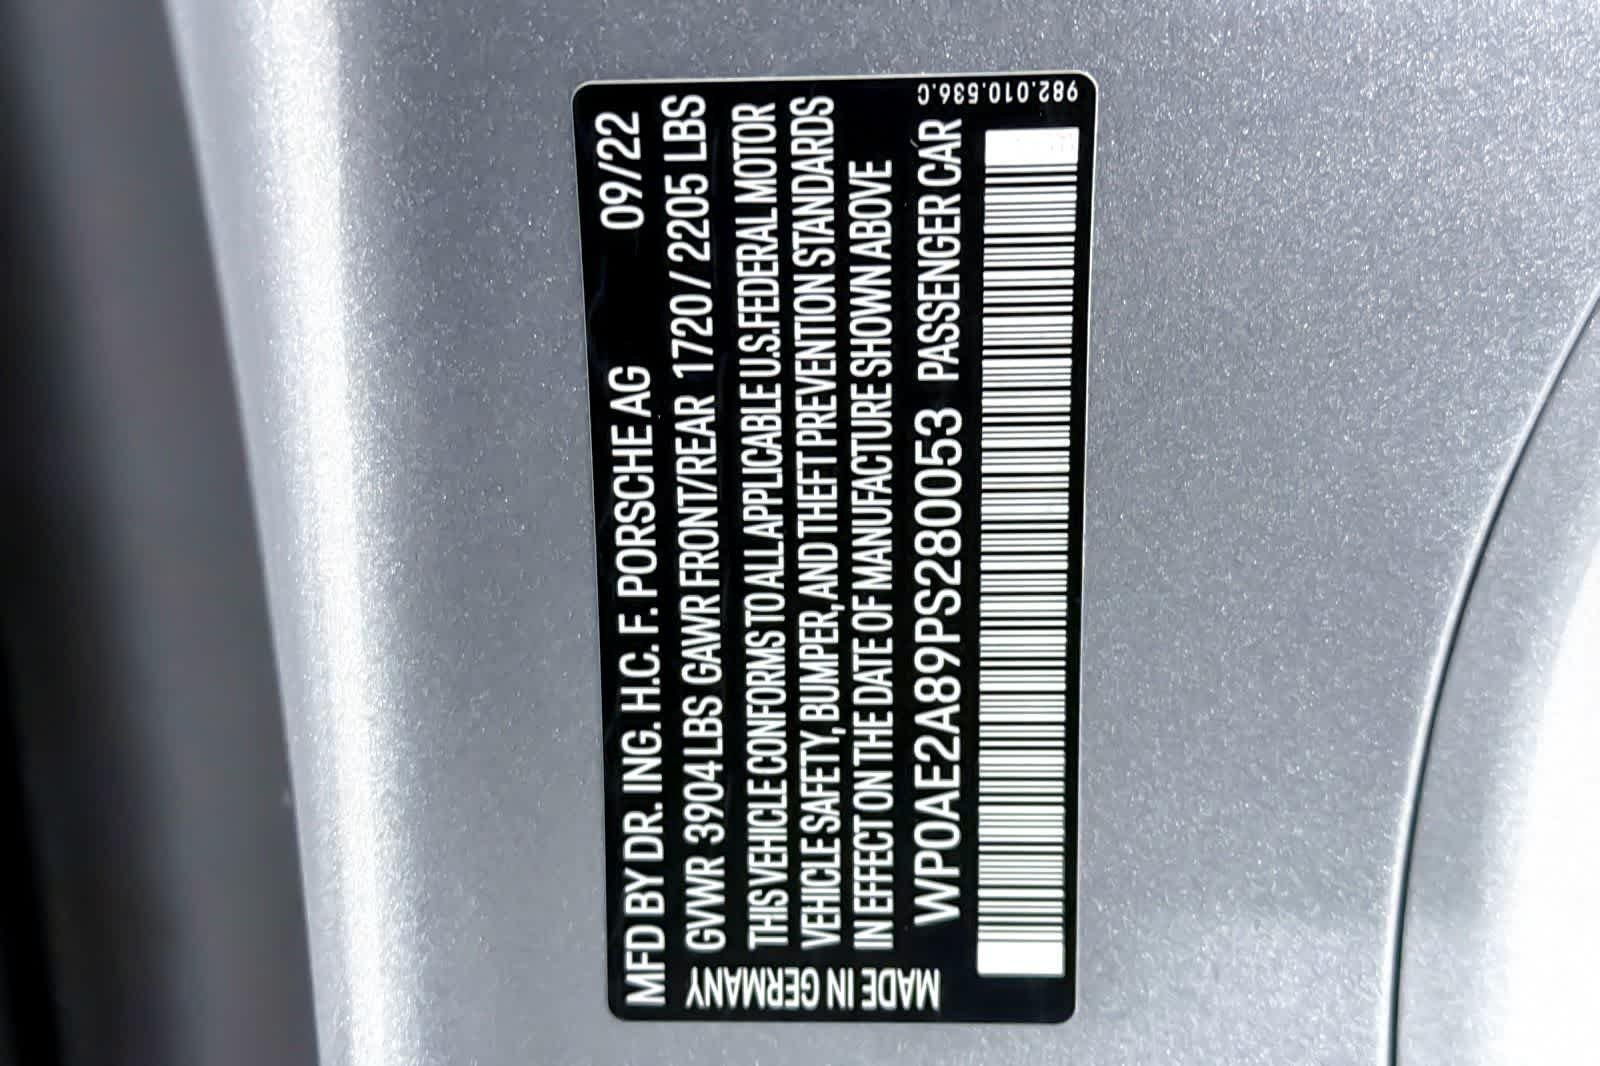 MFD BY DR. ING. H.C. F. PORSCHE AG 09/22
GVWR 3904 LBS GAWR FRONT/REAR 1720 / 2205 LBS
THIS VEHICLE CONFORMS TO ALL APPLICABLE U.S. FEDERAL MOTOR
VEHICLE SAFETY, BUMPER, AND THEFT PREVENTION STANDARDS
IN EFFECT ON THE DATE OF MANUFACTURE SHOWN ABOVE
WP0AE2A89PS280053 PASSENGER CAR
MADE IN GERMANY
982.010.536.C